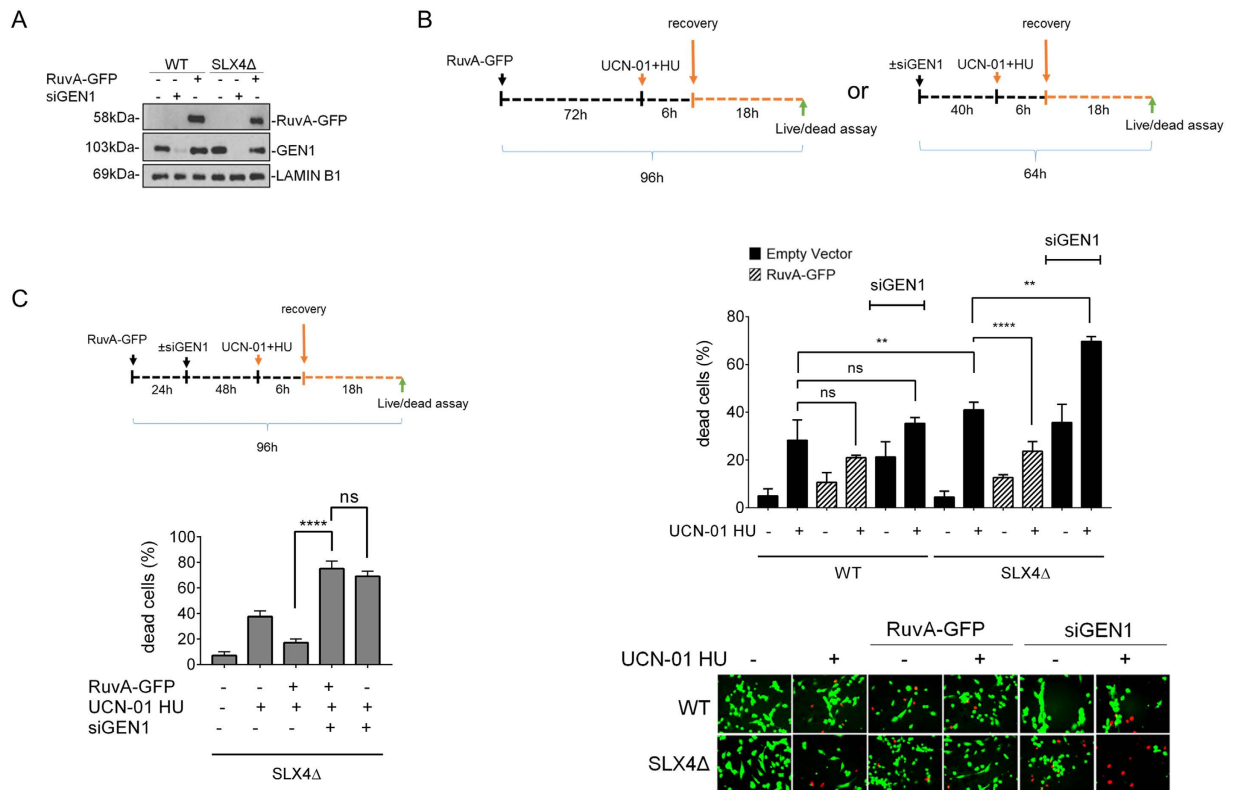 A
WT SLX4Δ
RuvA-GFP - - + - - +
siGEN1 - + - - + -
58kDa- -RuvA-GFP
103kDa- -GEN1
69kDa- -LAMIN B1
B
recovery
RuvA-GFP UCN-01+HU
72h 6h 18h
Live/dead assay
96h
or
recovery
±siGEN1 UCN-01+HU
40h 6h 18h
Live/dead assay
64h
Empty Vector
RuvA-GFP
siGEN1
siGEN1
**
****
**
ns
ns
dead cells (%)
80
60
40
20
0
UCN-01 HU - + - + - + - + - + - +
WT SLX4Δ
RuvA-GFP siGEN1
UCN-01 HU - + - + - +
WT
SLX4Δ
C
recovery
RuvA-GFP ±siGEN1 UCN-01+HU
24h 48h 6h 18h
Live/dead assay
96h
ns
****
dead cells (%)
100
80
60
40
20
0
RuvA-GFP - - + + -
UCN-01 HU - + + + +
siGEN1 - - - + +
SLX4Δ